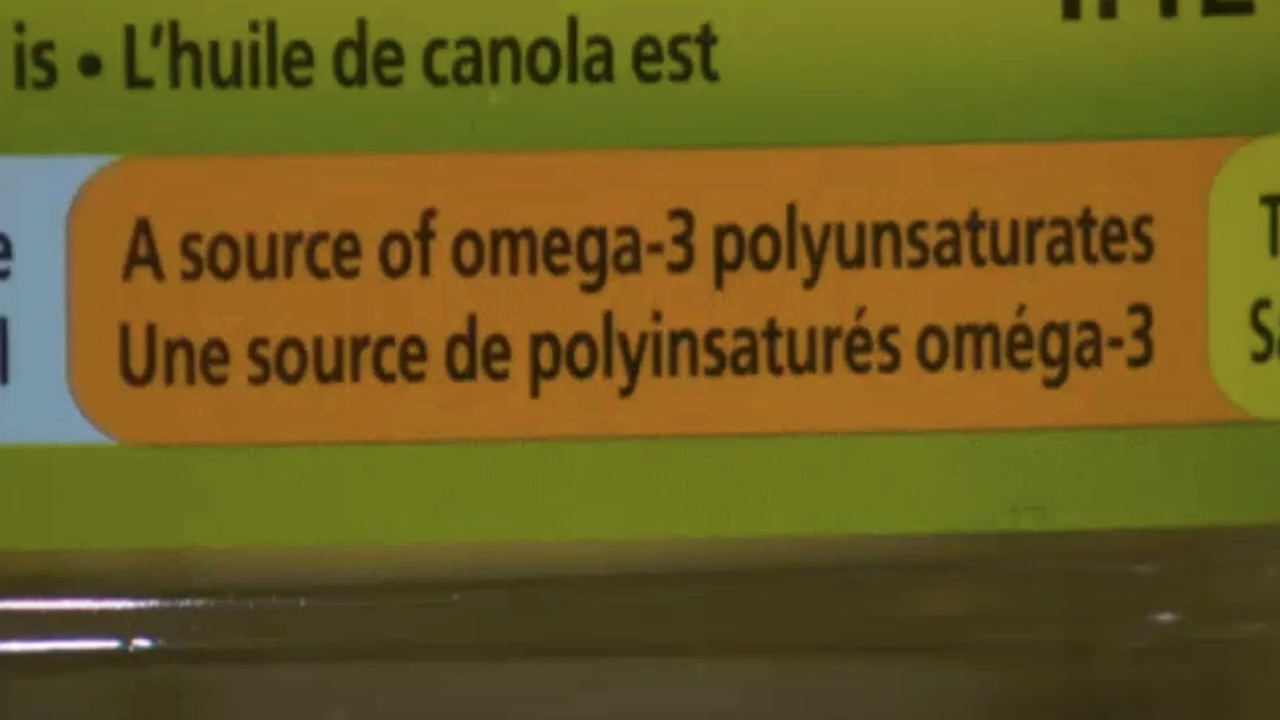 is • L'huile de canola est
A source of omega-3 polyunsaturates
Une source de polyinsaturés oméga-3